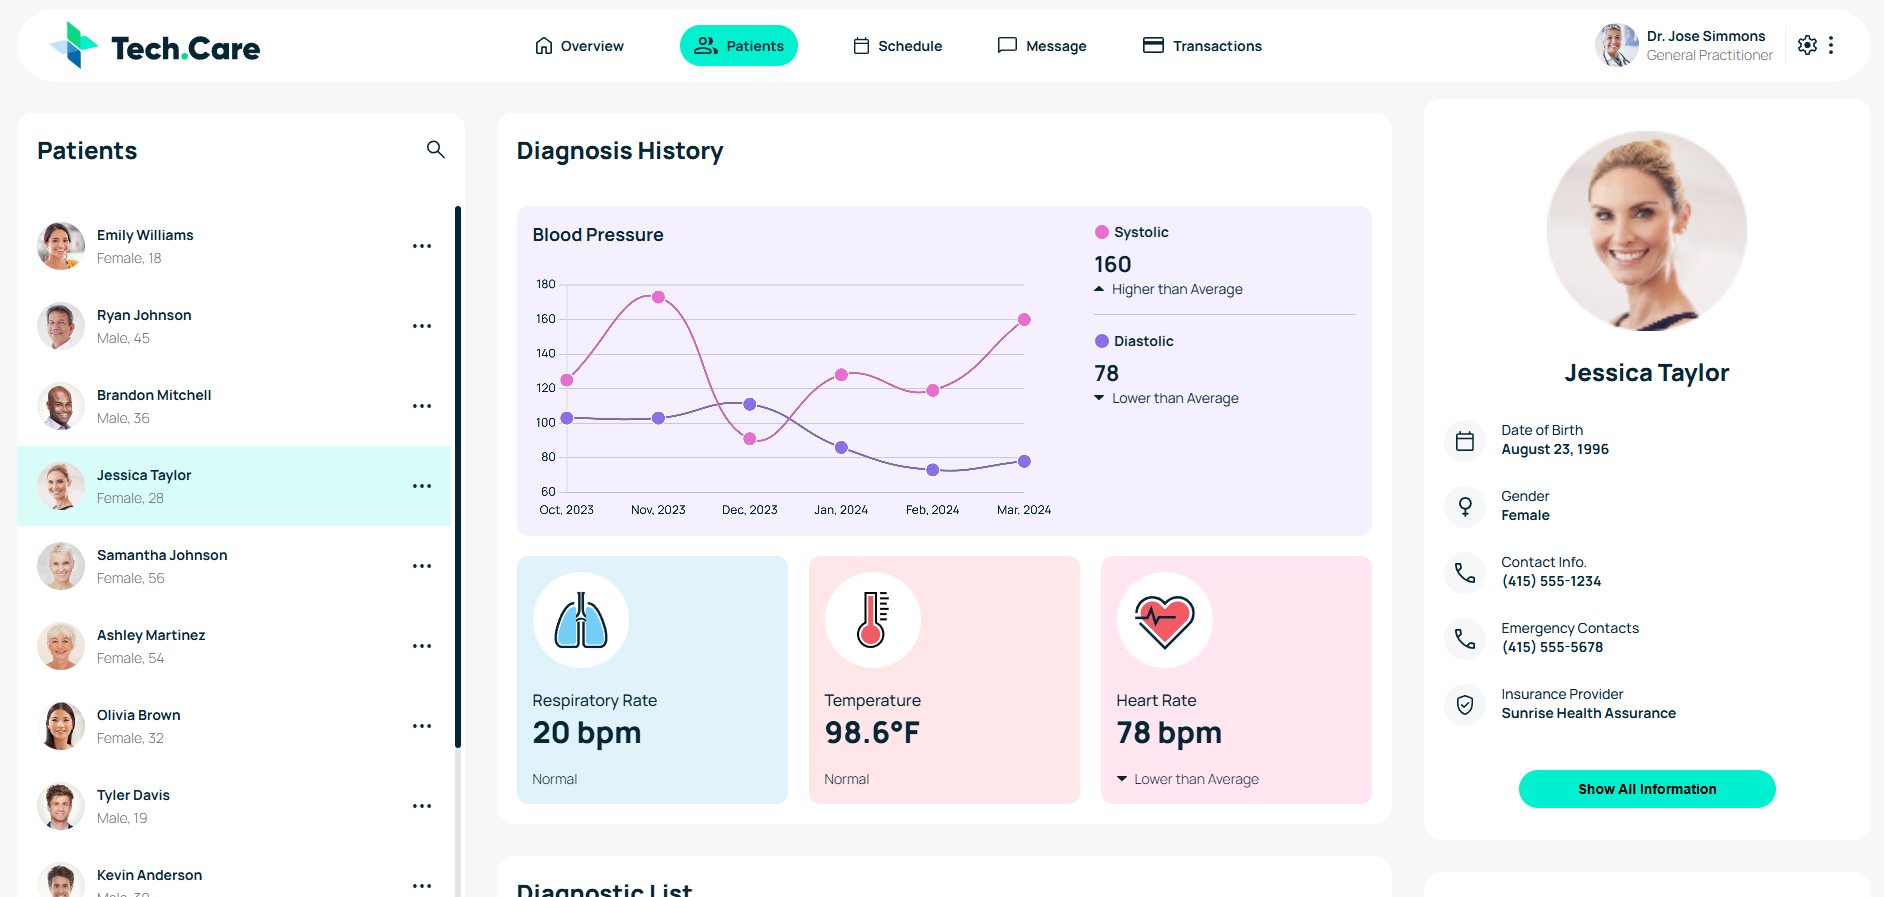 Tech.Care
Overview
Patients
Schedule
Message
Transactions
Dr. Jose Simmons
General Practitioner
Patients
Emily Williams
Female, 18
Ryan Johnson
Male, 45
Brandon Mitchell
Male, 36
Jessica Taylor
Female, 28
Samantha Johnson
Female, 56
Ashley Martinez
Female, 54
Olivia Brown
Female, 32
Tyler Davis
Male, 19
Kevin Anderson
Male, 30
Diagnosis History
Blood Pressure
180
160
140
120
100
80
60
Oct, 2023 Nov, 2023 Dec, 2023 Jan, 2024 Feb, 2024 Mar, 2024
Systolic
160
Higher than Average
Diastolic
78
Lower than Average
Respiratory Rate
20 bpm
Normal
Temperature
98.6°F
Normal
Heart Rate
78 bpm
Lower than Average
Diagnostic List
Jessica Taylor
Date of Birth
August 23, 1996
Gender
Female
Contact Info.
(415) 555-1234
Emergency Contacts
(415) 555-5678
Insurance Provider
Sunrise Health Assurance
Show All Information